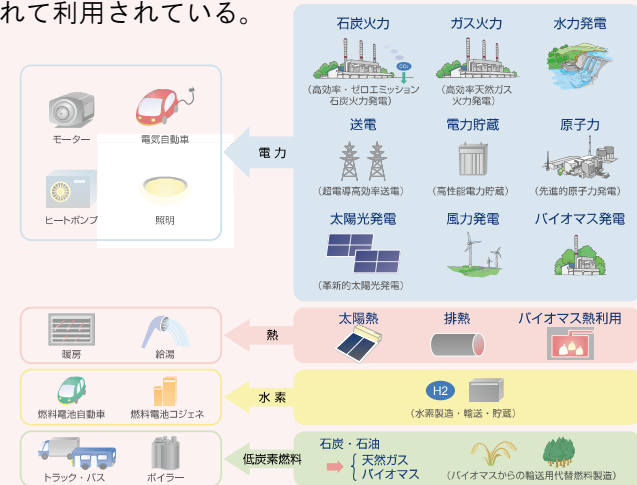 れて利用されている。
石炭火力
ガス火力
水力発電
CO₂
(高効率・ゼロエミッション
石炭火力発電)
(高効率天然ガス
火力発電)
モーター
電気自動車
送電
電力貯蔵
原子力
電力
(超電導高効率送電)
(高性能電力貯蔵)
(先進的原子力発電)
ヒートポンプ
照明
太陽光発電
風力発電
バイオマス発電
(革新的太陽光発電)
暖房
給湯
熱
太陽熱
排熱
バイオマス熱利用
燃料電池自動車
燃料電池コジェネ
水素
H2
(水素製造・輸送・貯蔵)
トラック・バス
ボイラー
低炭素燃料
石炭・石油
天然ガス
バイオマス
(バイオマスからの輸送用代替燃料製造)